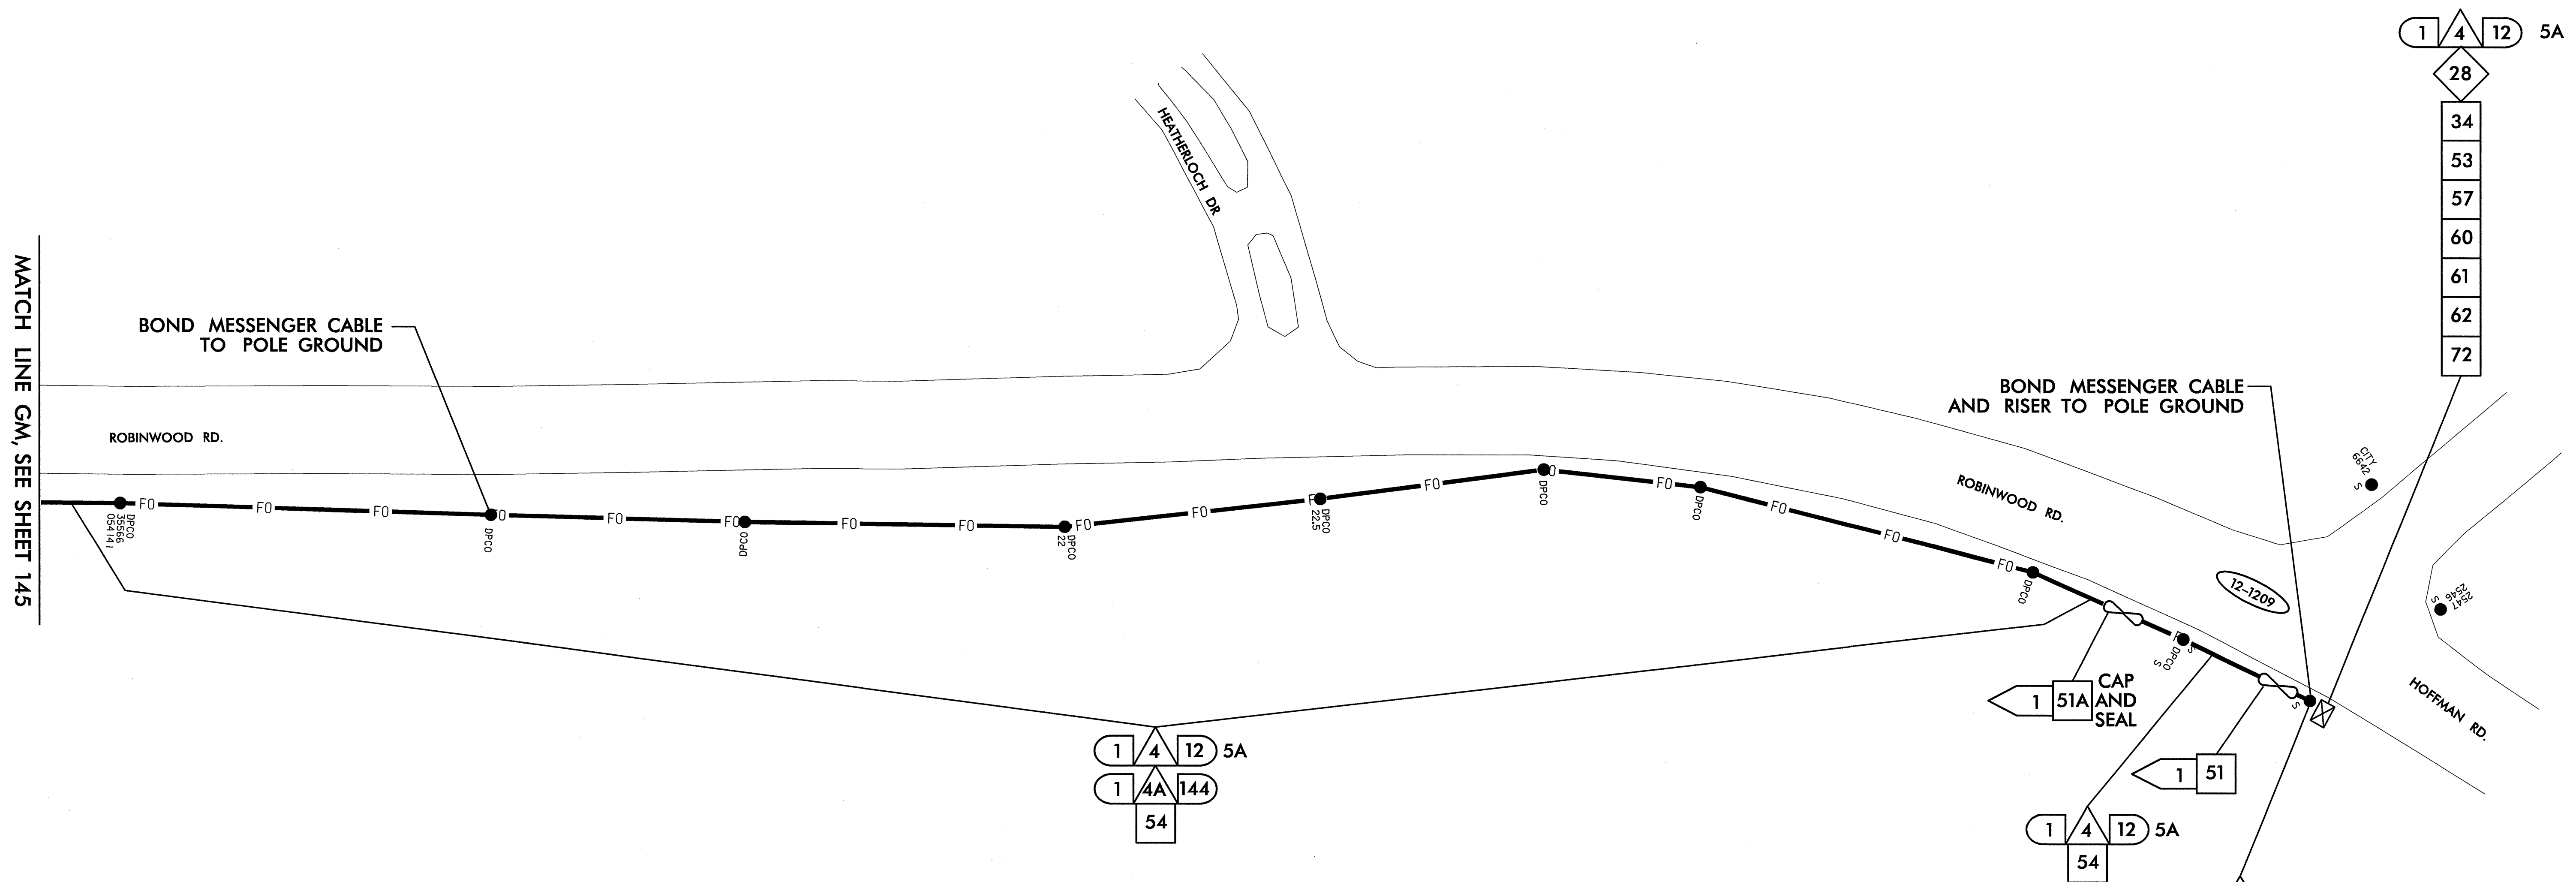 1 4 12 5A
28
34
53
57
60
61
62
72
HEATHERLOCH DR
MATCH LINE GM, SEE SHEET 145
BOND MESSENGER CABLE
TO POLE GROUND
BOND MESSENGER CABLE
AND RISER TO POLE GROUND
ROBINWOOD RD.
ROBINWOOD RD.
CITY
6642
S
FO FO FO FO FO FO FO FO FO FO FO FO FO FO
DPCO
35566
054141
DPCO
DPCO
DPCO
22
DPCO
22.5
DPCO
DPCO
DPCO
DPCO
S
S
S
12-1209
2547
2546
S
HOFFMAN RD.
1 51A
CAP
AND
SEAL
1 51
1 4 12 5A
1 4A 144
54
1 4 12 5A
54